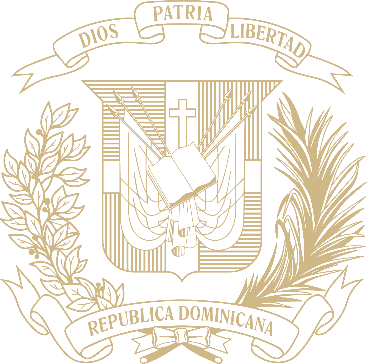 DIOS PATRIA LIBERTAD
REPUBLICA DOMINICANA